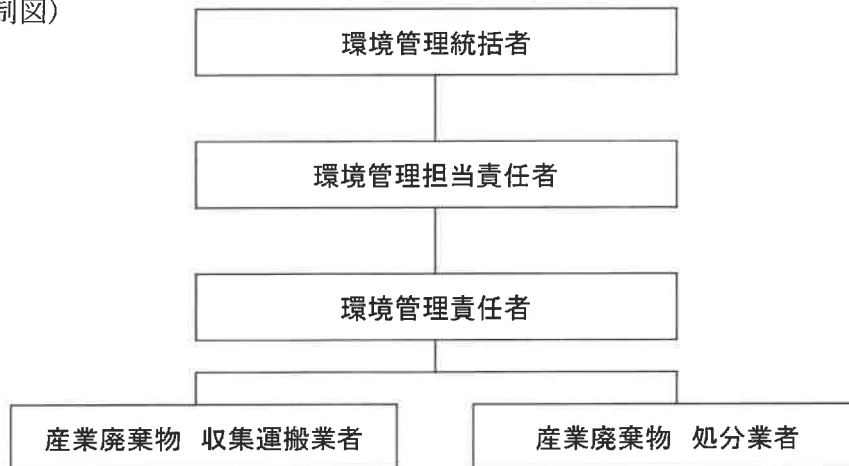 制図)
環境管理統括者
環境管理担当責任者
環境管理責任者
産業廃棄物 収集運搬業者
産業廃棄物 処分業者